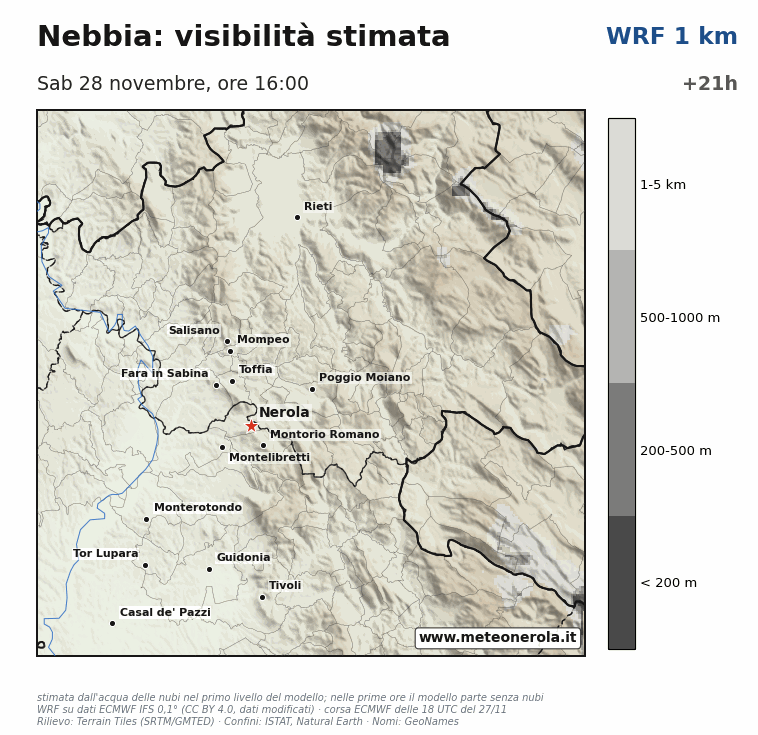 Nebbia: visibilità stimata
WRF 1 km
Sab 28 novembre, ore 16:00
+21h
Rieti
Salisano
Mompeo
Toffia
Fara in Sabina
Poggio Moiano
Nerola
Montorio Romano
Montelibretti
Monterotondo
Tor Lupara
Guidonia
Tivoli
Casal de' Pazzi
www.meteonerola.it
1-5 km
500-1000 m
200-500 m
< 200 m
stimata dall'acqua delle nubi nel primo livello del modello; nelle prime ore il modello parte senza nubi
WRF su dati ECMWF IFS 0,1° (CC BY 4.0, dati modificati) · corsa ECMWF delle 18 UTC del 27/11
Rilievo: Terrain Tiles (SRTM/GMTED) · Confini: ISTAT, Natural Earth · Nomi: GeoNames